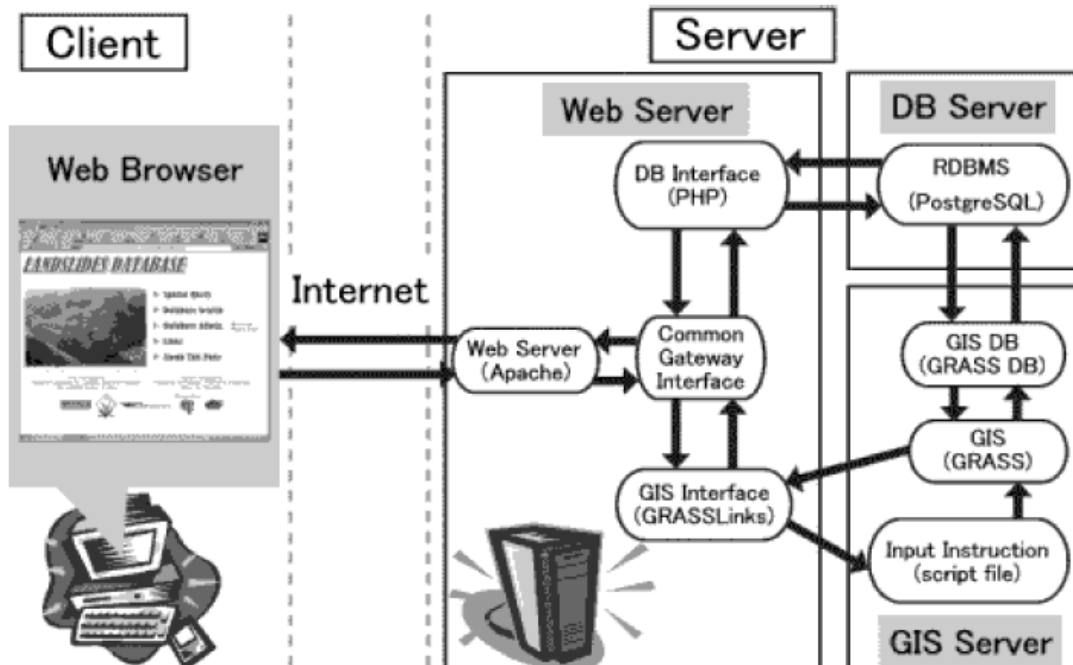 Client
Server
Web Server
DB Server
Web Browser
DB Interface
(PHP)
RDBMS
(PostgreSQL)
LANDSLIDES DATABASE
Internet
Web Server
(Apache)
Common
Gateway
Interface
GIS DB
(GRASS DB)
GIS
(GRASS)
GIS Interface
(GRASSLinks)
Input Instruction
(script file)
GIS Server